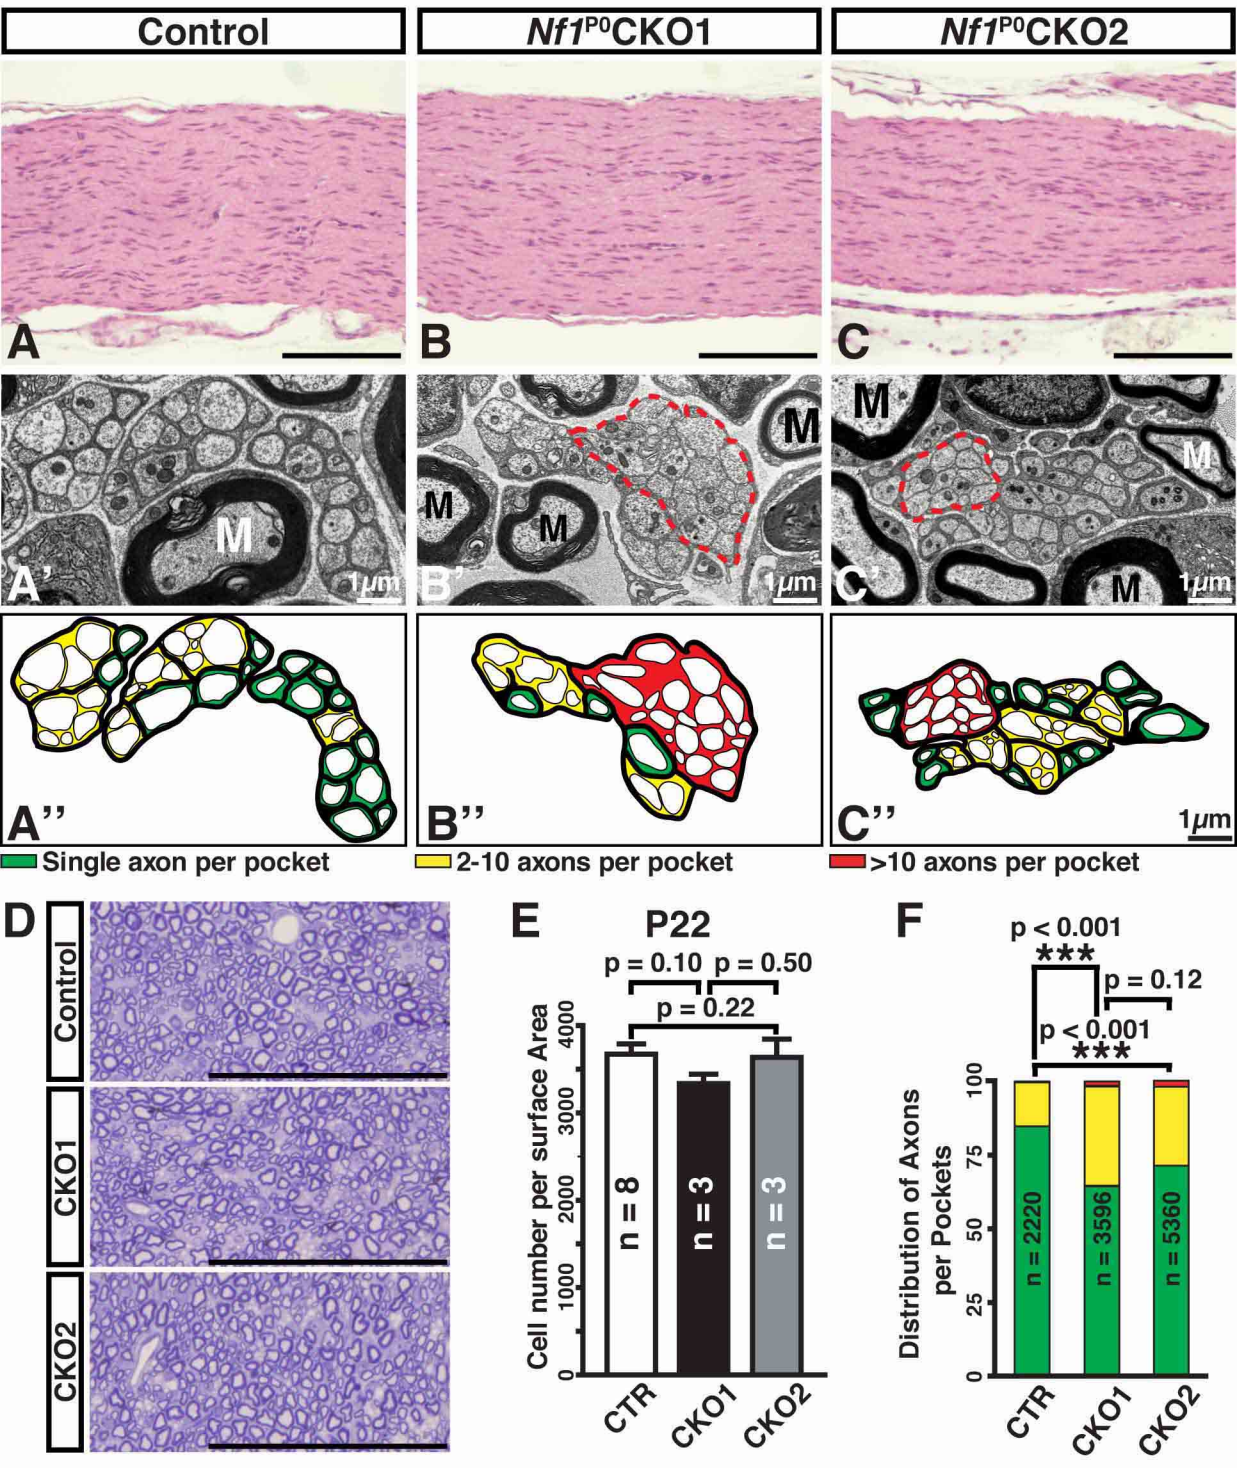 Control
Nf1ᴾ⁰CKO1
Nf1ᴾ⁰CKO2
A
B
C
M
A'
1µm
M
M
M
B'
1µm
M
M
M
C'
1µm
A’’
B’’
C’’
1µm
Single axon per pocket
2-10 axons per pocket
>10 axons per pocket
D
Control
CKO1
CKO2
E
P22
p = 0.10
p = 0.50
p = 0.22
Cell number per surface Area
4000
3000
2000
1000
0
n = 8
n = 3
n = 3
CTR
CKO1
CKO2
F
p < 0.001
***
p = 0.12
p < 0.001
***
Distribution of Axons
per Pockets
100
75
50
25
0
n = 2220
n = 3596
n = 5360
CTR
CKO1
CKO2